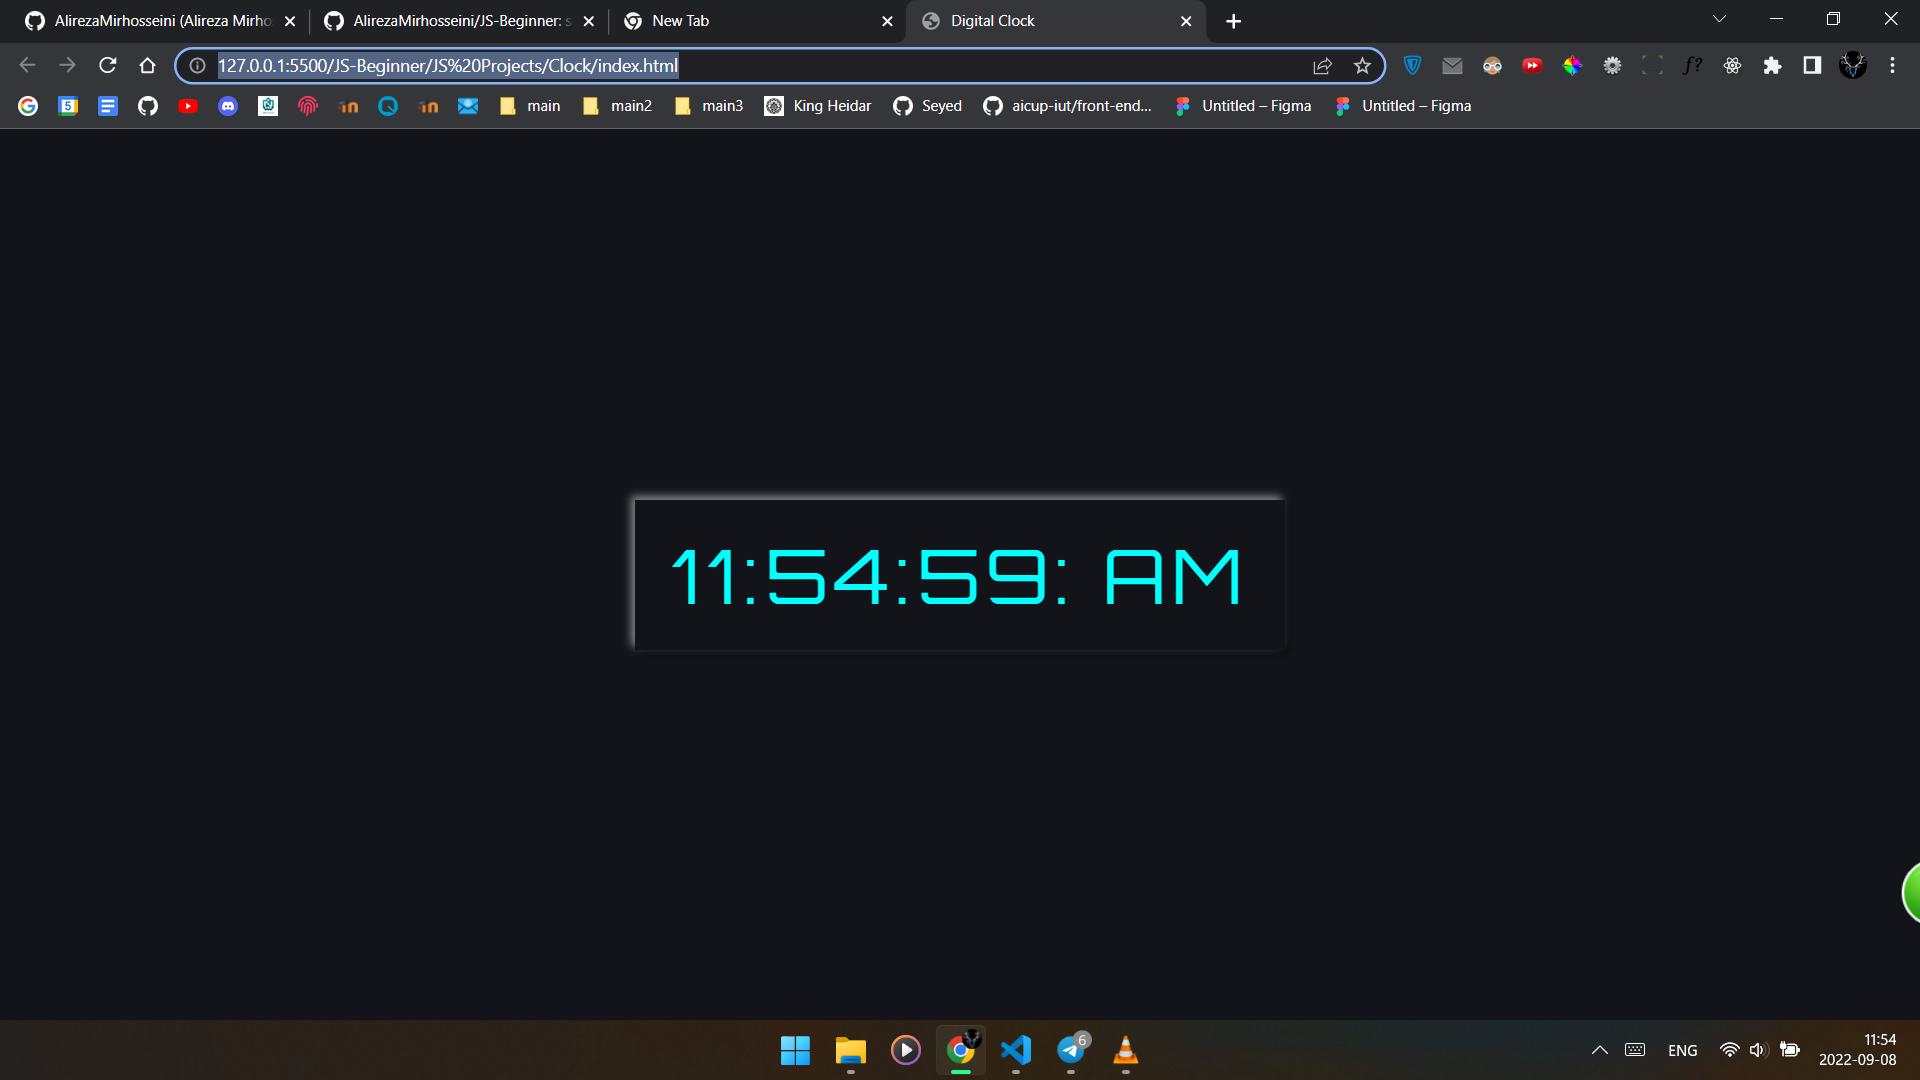 AlirezaMirhosseini (Alireza Mirho
AlirezaMirhosseini/JS-Beginner: s
New Tab
Digital Clock
127.0.0.1:5500/JS-Beginner/JS%20Projects/Clock/index.html
f?
5
main
main2
main3
King Heidar
Seyed
aicup-iut/front-end...
Untitled – Figma
Untitled – Figma
11:54:59: AM
6
ENG
11:54
2022-09-08